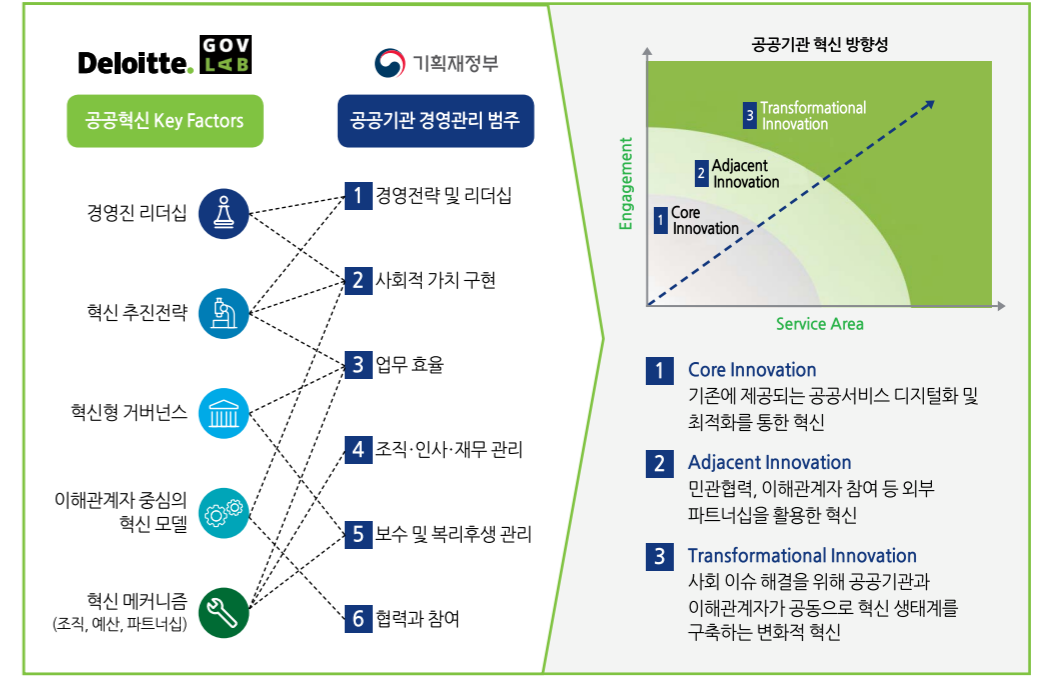 Deloitte.
GOV
LAB
기획재정부
공공혁신 Key Factors
공공기관 경영관리 범주
경영진 리더십
혁신 추진전략
혁신형 거버넌스
이해관계자 중심의
혁신 모델
혁신 메커니즘
(조직, 예산, 파트너십)
1 경영전략 및 리더십
2 사회적 가치 구현
3 업무 효율
4 조직·인사·재무 관리
5 보수 및 복리후생 관리
6 협력과 참여
공공기관 혁신 방향성
Engagement
3 Transformational
Innovation
2 Adjacent
Innovation
1 Core
Innovation
Service Area
1 Core Innovation
기존에 제공되는 공공서비스 디지털화 및
최적화를 통한 혁신
2 Adjacent Innovation
민관협력, 이해관계자 참여 등 외부
파트너십을 활용한 혁신
3 Transformational Innovation
사회 이슈 해결을 위해 공공기관과
이해관계자가 공동으로 혁신 생태계를
구축하는 변화적 혁신